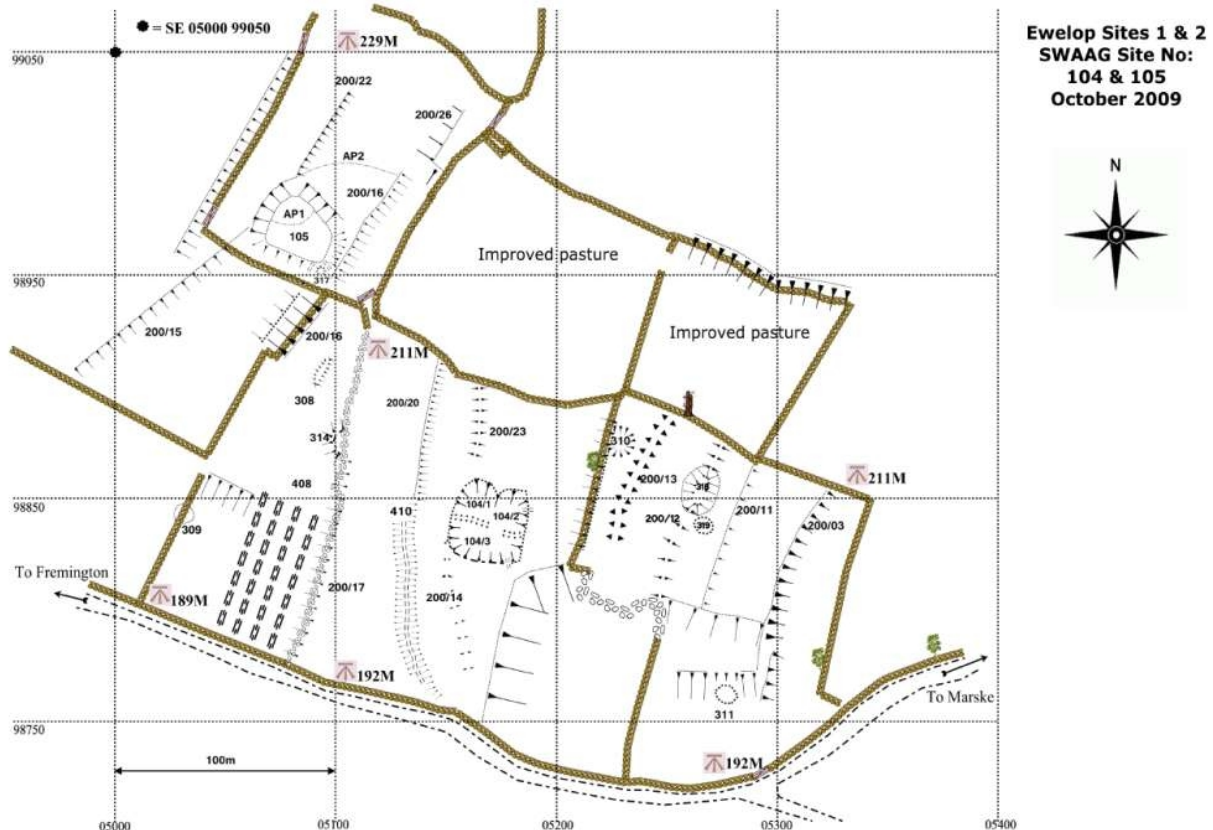 Ewelop Sites 1 & 2
SWAAG Site No:
104 & 105
October 2009
N
= SE 05000 99050
99050
229M
200/22
200/26
AP2
200/16
AP1
105
317
Improved pasture
98950
200/15
200/16
Improved pasture
211M
308
200/20
200/23
314
310
200/13
318
211M
408
98850
410
104/1
104/2
104/3
309
200/12
319
200/11
200/03
To Fremington
189M
200/17
200/14
192M
To Marske
311
98750
192M
100m
05000
05100
05200
05300
05400